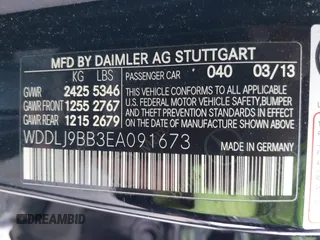 MFD BY DAIMLER AG STUTTGART
KG LBS PASSENGER CAR 040 03/13
GVWR 2425 5346
GAWR FRONT 1255 2767
GAWR REAR 1215 2679
THIS VEHICLE CONFORMS TO ALL APPLICABLE
U.S. FEDERAL MOTOR VEHICLE SAFETY, BUMPER,
AND THEFT PREVENTION STANDARDS IN EFFECT
ON THE DATE OF MANUFACTURE SHOWN ABOVE.
WDDLJ9BB3EA091673
MADE IN GERMANY
DREAMBID